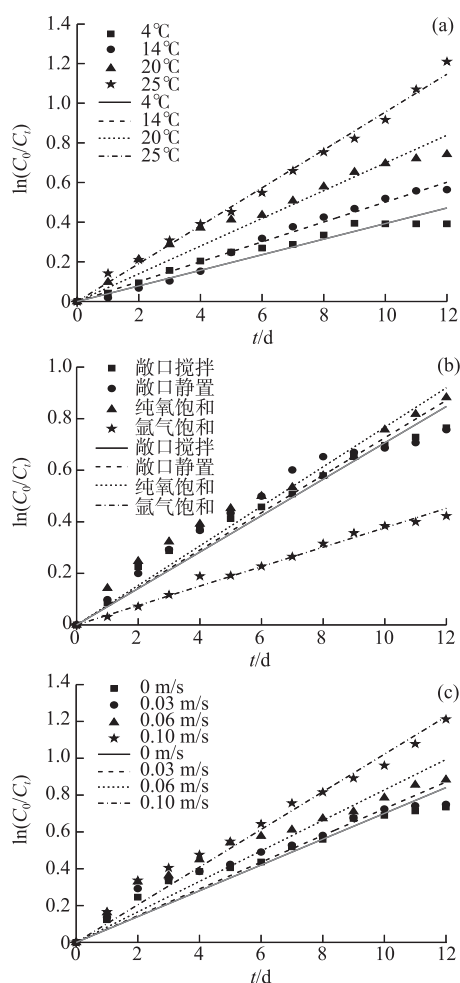 (a)
4℃
14℃
20℃
25℃
4℃
14℃
20℃
25℃
ln(C₀/Cₜ)
1.4
1.2
1.0
0.8
0.6
0.4
0.2
0
0 2 4 6 8 10 12
t/d
(b)
敞口搅拌
敞口静置
纯氧饱和
氩气饱和
敞口搅拌
敞口静置
纯氧饱和
氩气饱和
ln(C₀/Cₜ)
1.0
0.8
0.6
0.4
0.2
0
0 2 4 6 8 10 12
t/d
(c)
0 m/s
0.03 m/s
0.06 m/s
0.10 m/s
0 m/s
0.03 m/s
0.06 m/s
0.10 m/s
ln(C₀/Cₜ)
1.4
1.2
1.0
0.8
0.6
0.4
0.2
0
0 2 4 6 8 10 12
t/d